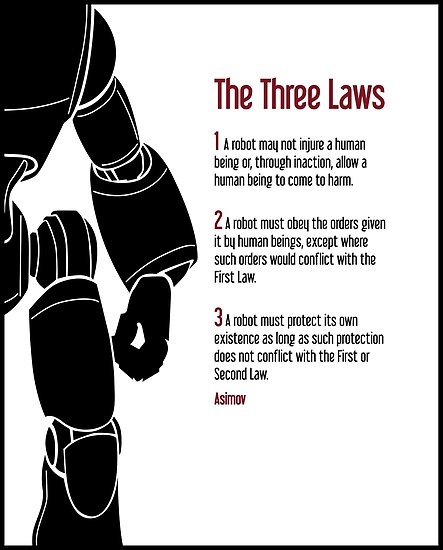 The Three Laws
1 A robot may not injure a human
being or, through inaction, allow a
human being to come to harm.
2 A robot must obey the orders given
it by human beings, except where
such orders would conflict with the
First Law.
3 A robot must protect its own
existence as long as such protection
does not conflict with the First or
Second Law.
Asimov